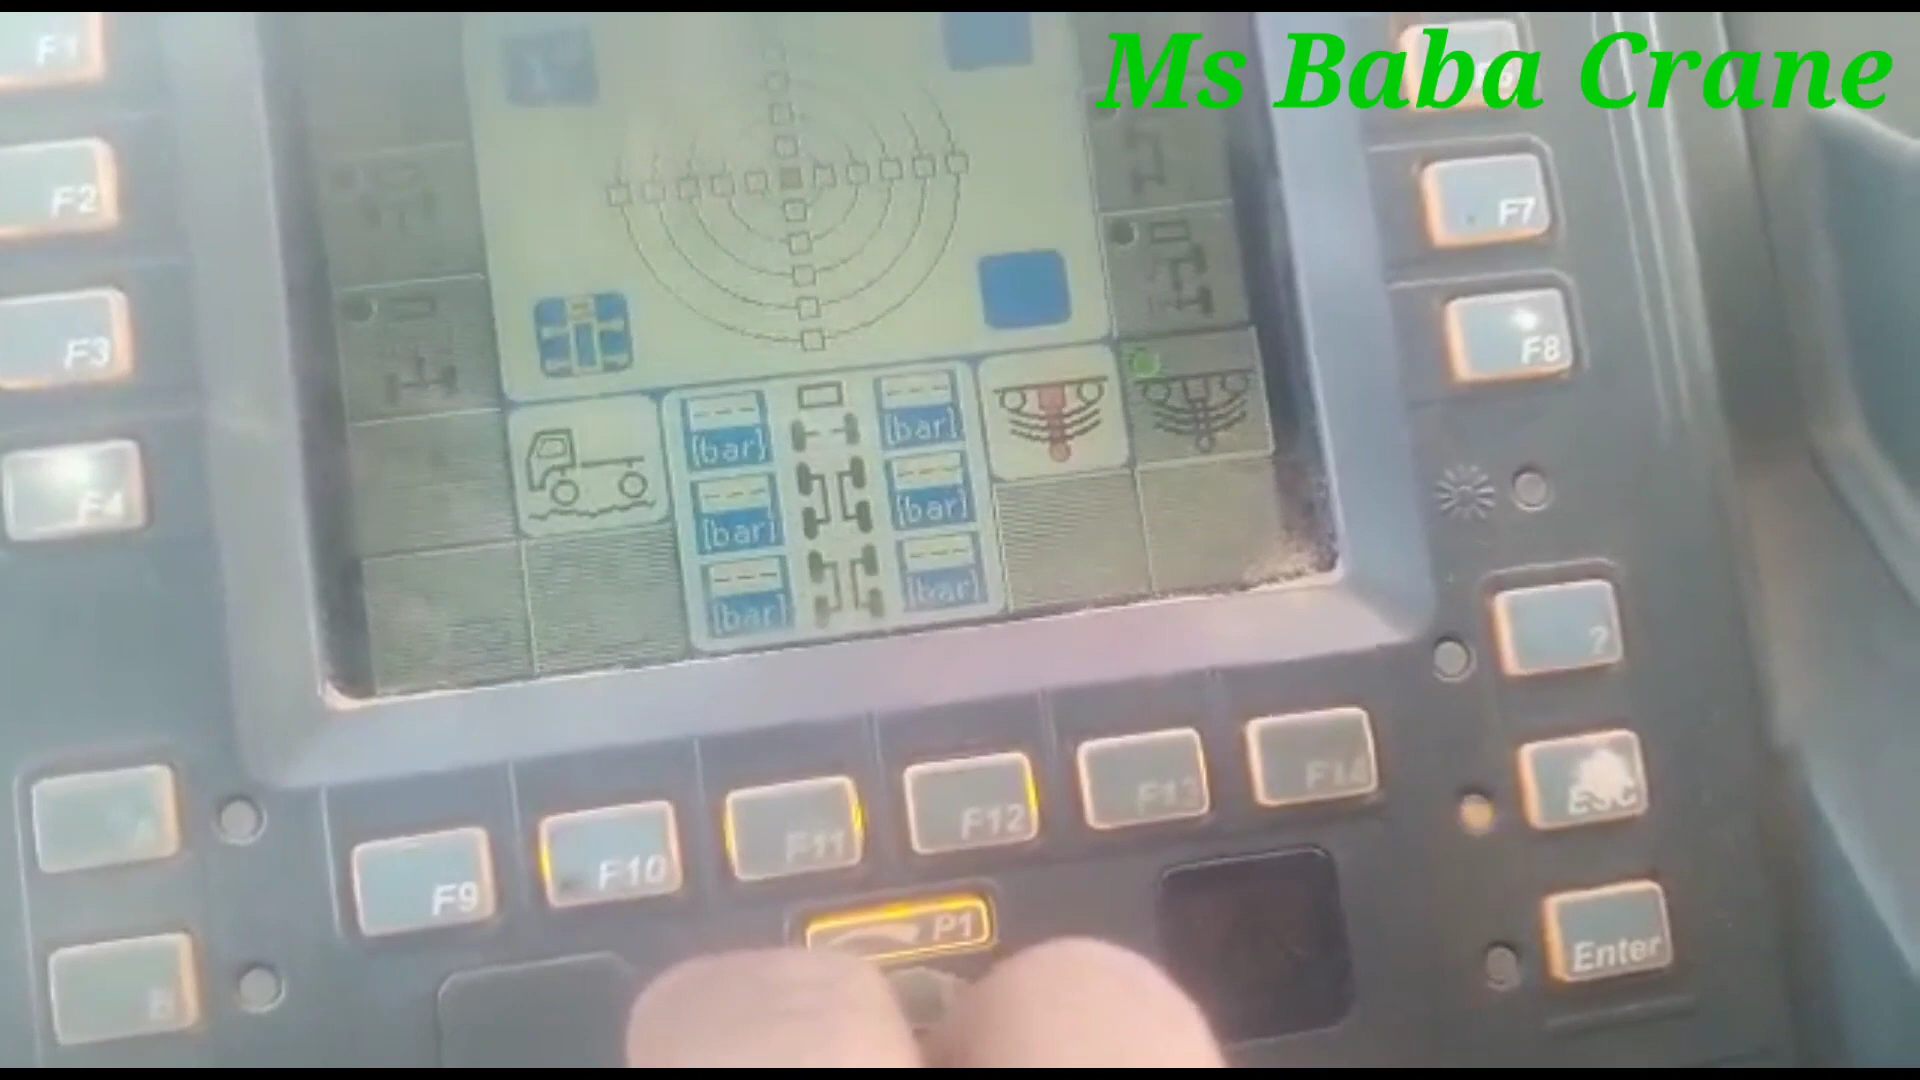 Ms Baba Crane
F1
F2
F7
F3
F8
[bar] [bar]
F4
[bar] [bar]
[bar] [bar]
?
F14
F13
ESC
F12
F11
F10
F9
P1
Enter